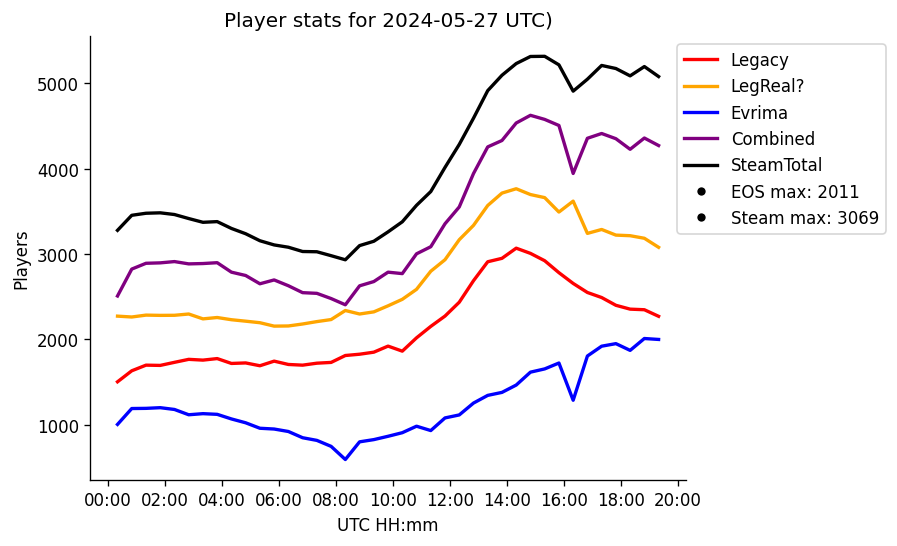 Player stats for 2024-05-27 UTC)
Players
5000
4000
3000
2000
1000
00:00 02:00 04:00 06:00 08:00 10:00 12:00 14:00 16:00 18:00 20:00
UTC HH:mm
Legacy
LegReal?
Evrima
Combined
SteamTotal
EOS max: 2011
Steam max: 3069